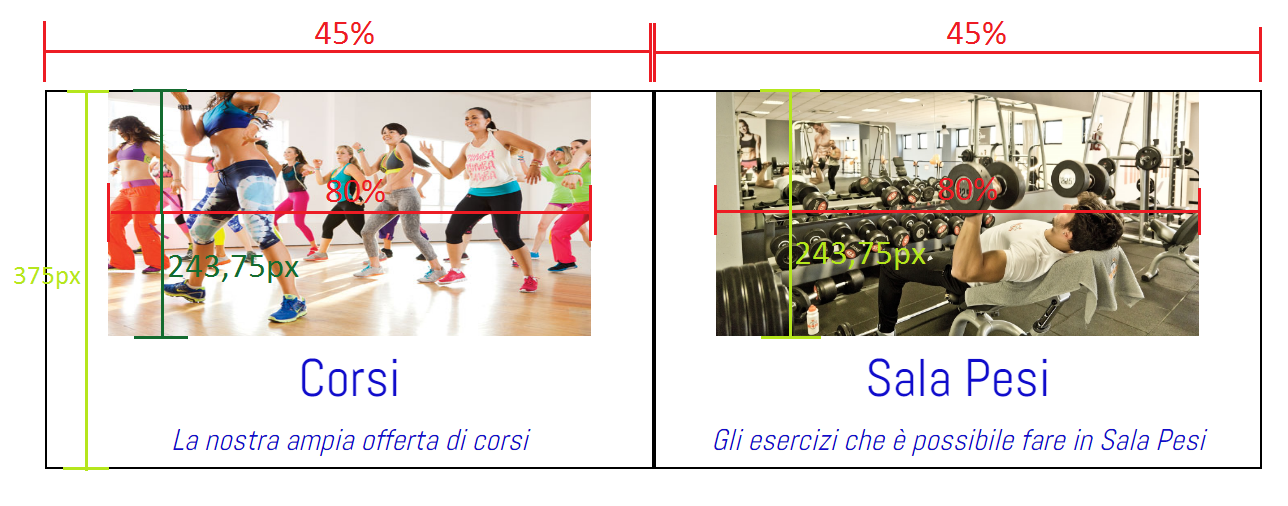 45% 45%
80% 80%
375px 243,75px 243,75px
Corsi Sala Pesi
La nostra ampia offerta di corsi Gli esercizi che è possibile fare in Sala Pesi